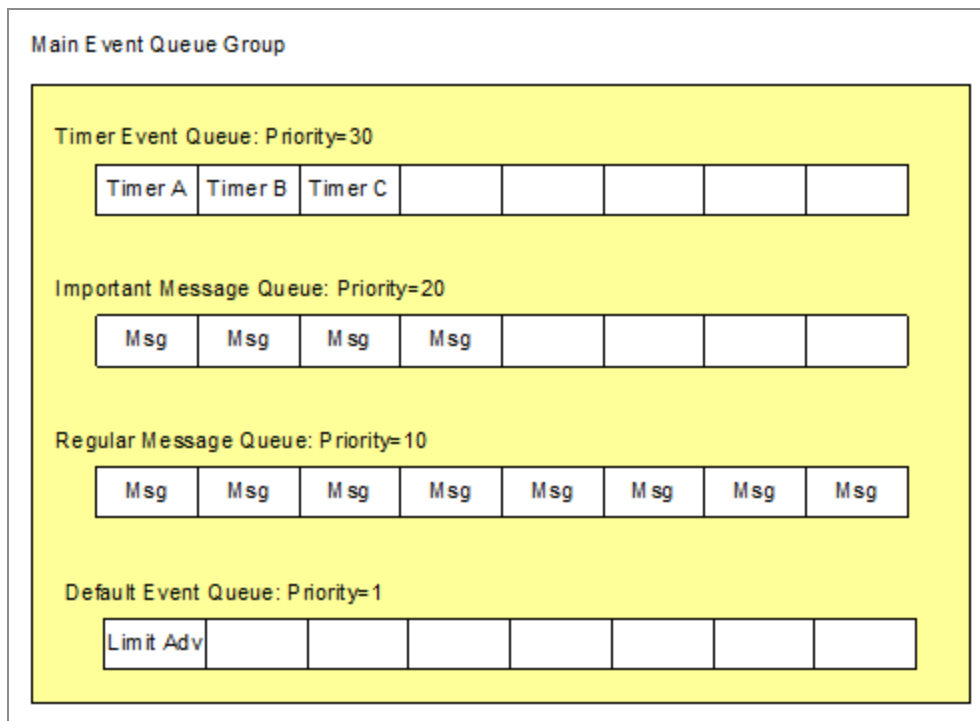 Main Event Queue Group
Timer Event Queue: Priority=30
Timer A Timer B Timer C
Important Message Queue: Priority=20
Msg Msg Msg Msg
Regular Message Queue: Priority=10
Msg Msg Msg Msg Msg Msg Msg Msg
Default Event Queue: Priority=1
Limit Adv